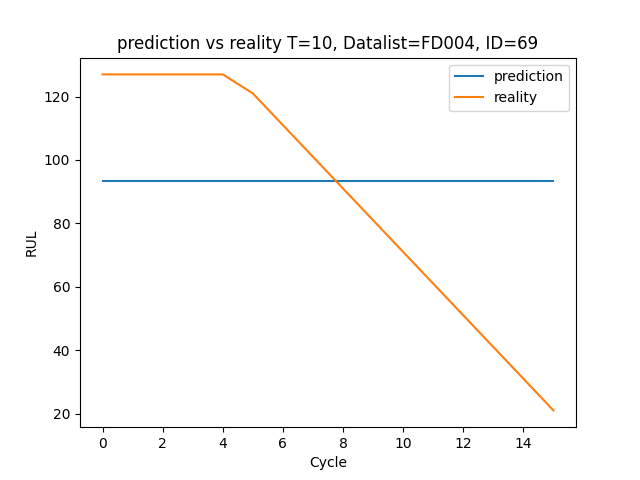 prediction vs reality T=10, Datalist=FD004, ID=69
prediction
reality
RUL
120
100
80
60
40
20
0 2 4 6 8 10 12 14
Cycle